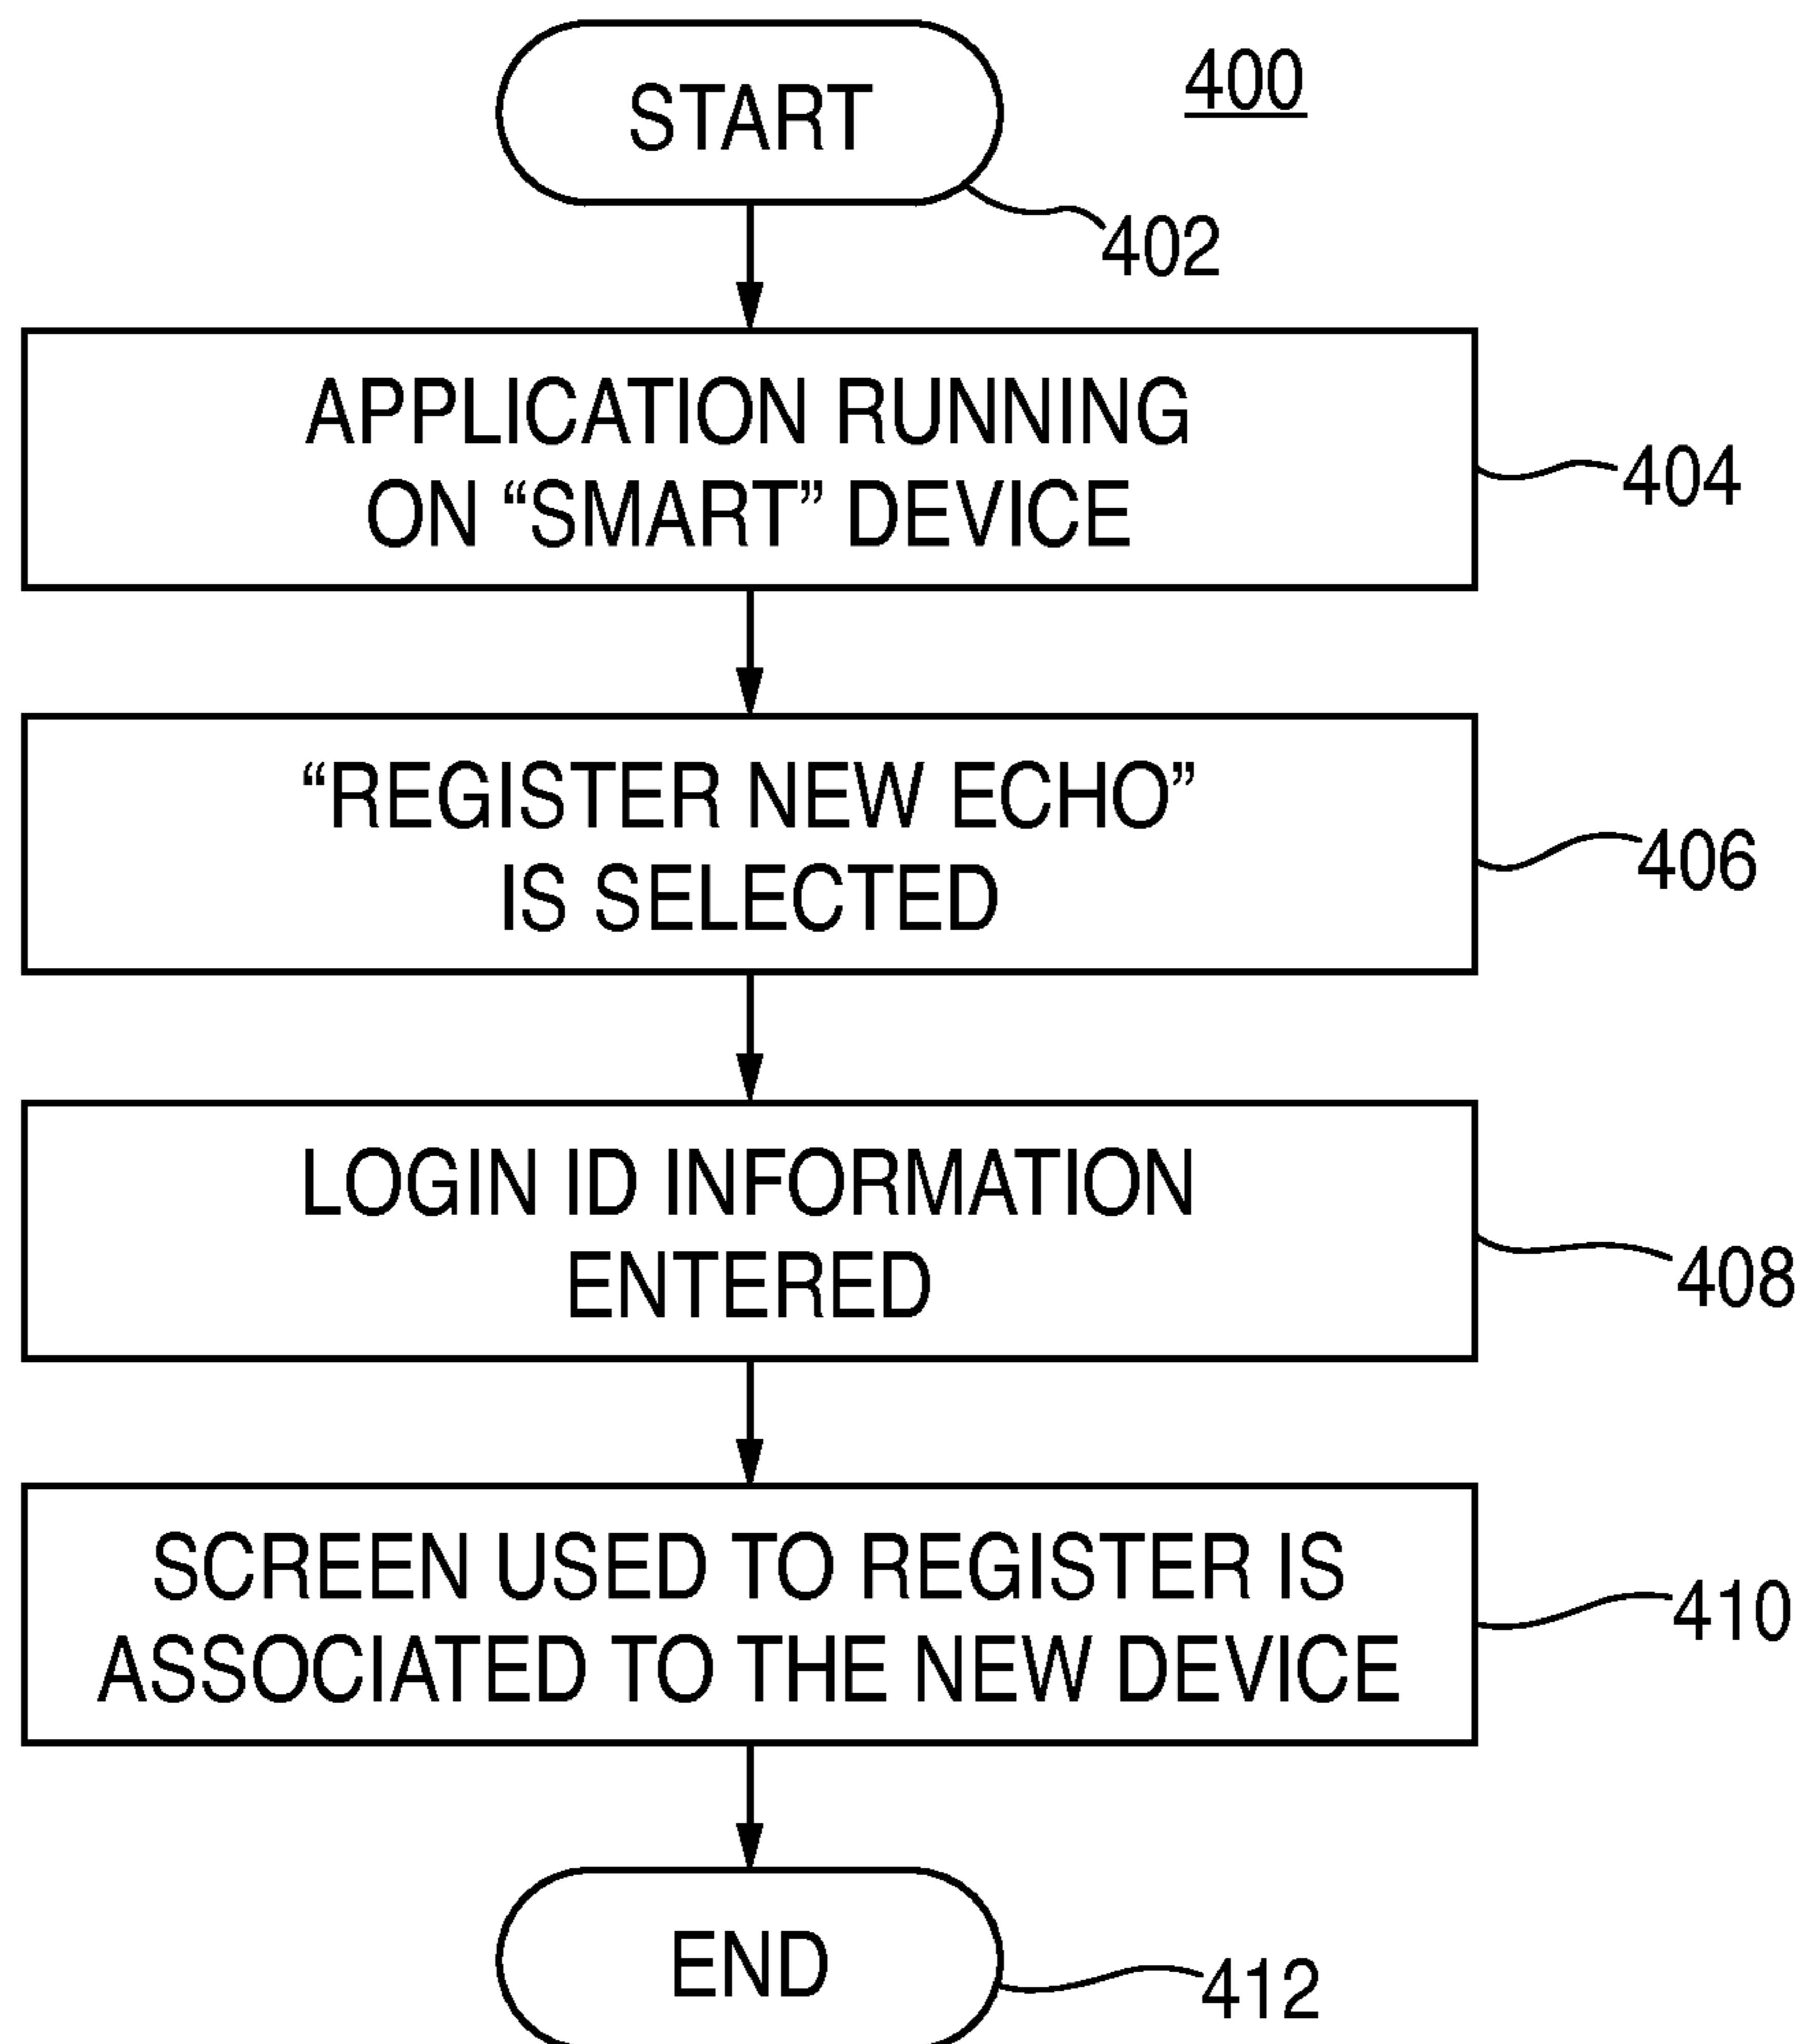 START
400
402
APPLICATION RUNNING
ON “SMART” DEVICE
404
“REGISTER NEW ECHO”
IS SELECTED
406
LOGIN ID INFORMATION
ENTERED
408
SCREEN USED TO REGISTER IS
ASSOCIATED TO THE NEW DEVICE
410
END
412